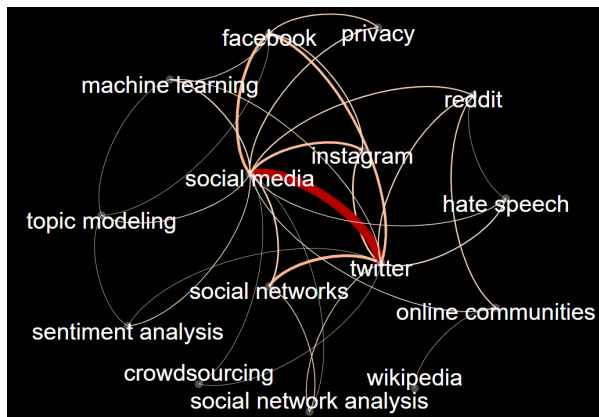 facebook
privacy
machine learning
reddit
instagram
social media
hate speech
topic modeling
twitter
social networks
online communities
sentiment analysis
crowdsourcing
wikipedia
social network analysis